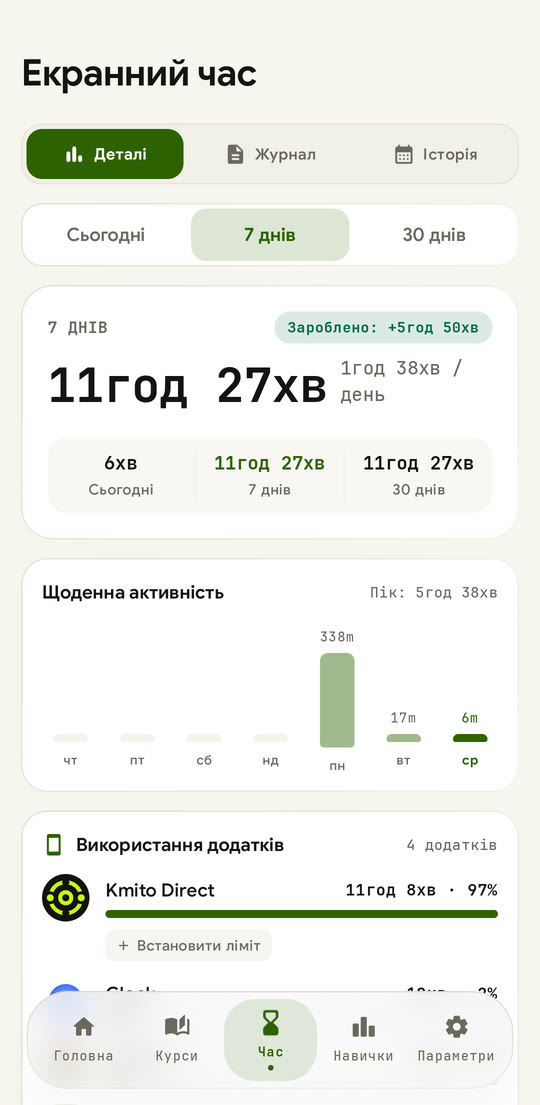 Екранний час
Деталі
Журнал
Історія
Сьогодні
7 днів
30 днів
7 ДНІВ
Зароблено: +5год 50хв
11год 27хв
1год 38хв /
день
6хв
11год 27хв
11год 27хв
Сьогодні
7 днів
30 днів
Щоденна активність
Пік: 5год 38хв
338m
17m
6m
чт
пт
сб
нд
пн
вт
ср
Використання додатків
4 додатків
Kmito Direct
11год 8хв · 97%
+ Встановити ліміт
Головна
Курси
Час
Навички
Параметри